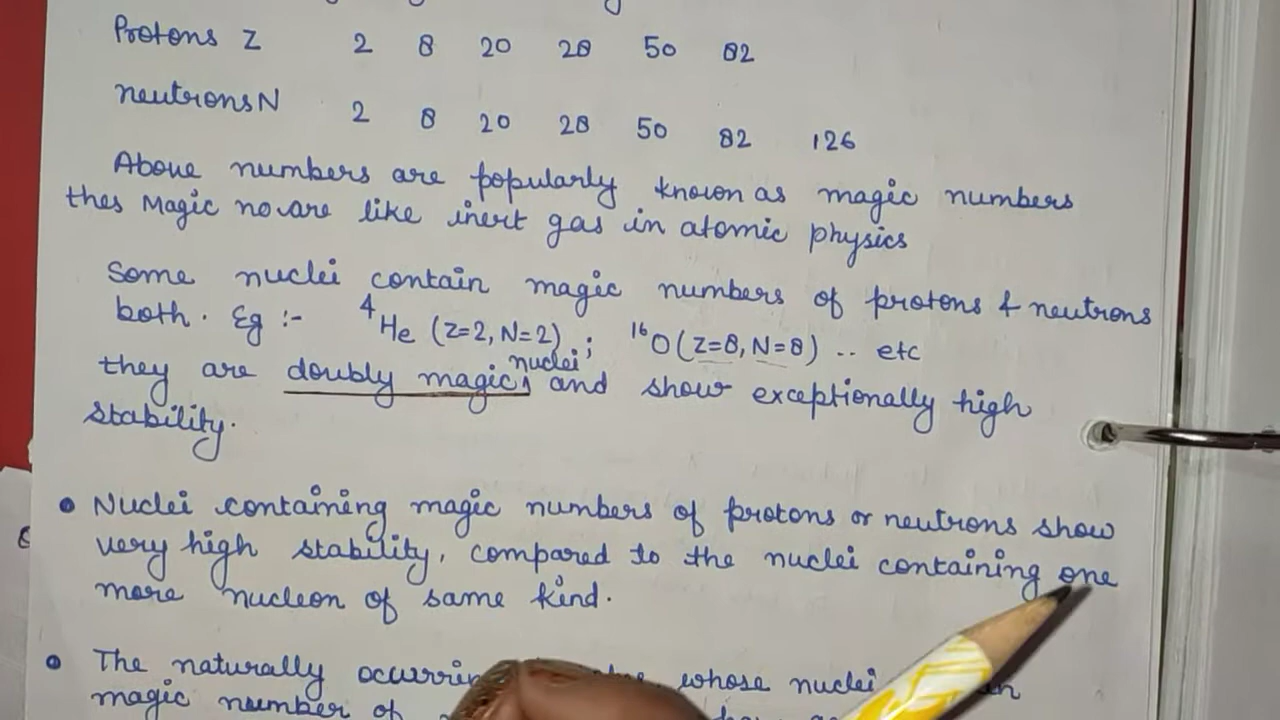 Protons Z 2 8 20 28 50 82
neutrons N 2 8 20 28 50 82 126
Above numbers are popularly known as magic numbers
thes Magic no are like inert gas in atomic physics
Some nuclei contain magic numbers of protons & neutrons
both. Eg :- ⁴He (Z=2, N=2) ; ¹⁶O (Z=8, N=8) .. etc
they are doubly magic nuclei and show exceptionally high
stability.
• Nuclei containing magic numbers of protons or neutrons show
very high stability, compared to the nuclei containing one
more nucleon of same kind.
• The naturally whose nuclei
magic number of